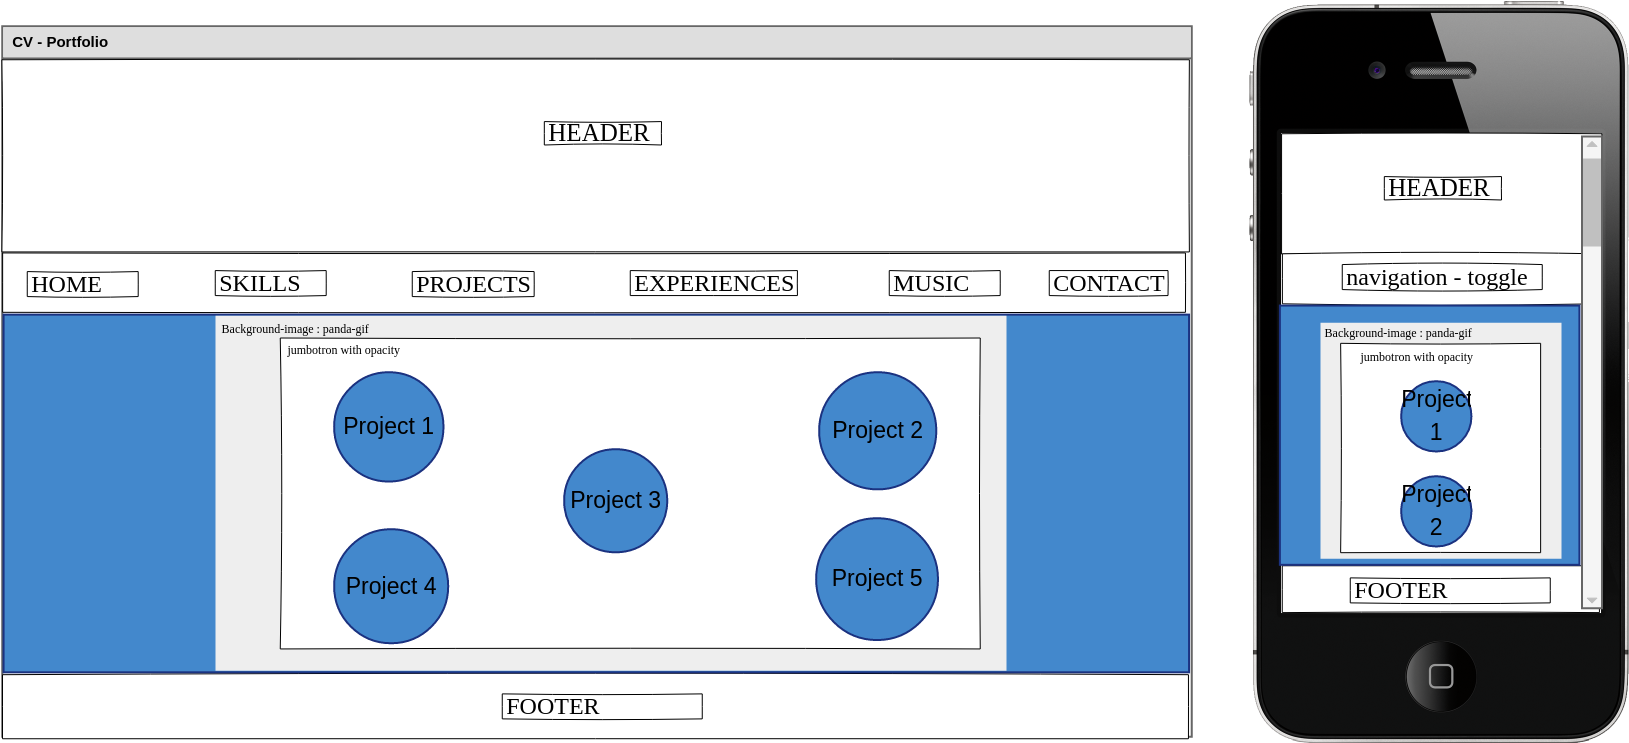 CV - Portfolio
HEADER
HOME
SKILLS
PROJECTS
EXPERIENCES
MUSIC
CONTACT
Background-image : panda-gif
jumbotron with opacity
Project 1
Project 2
Project 3
Project 4
Project 5
FOOTER
HEADER
navigation - toggle
Background-image : panda-gif
jumbotron with opacity
Project
1
Project
2
FOOTER